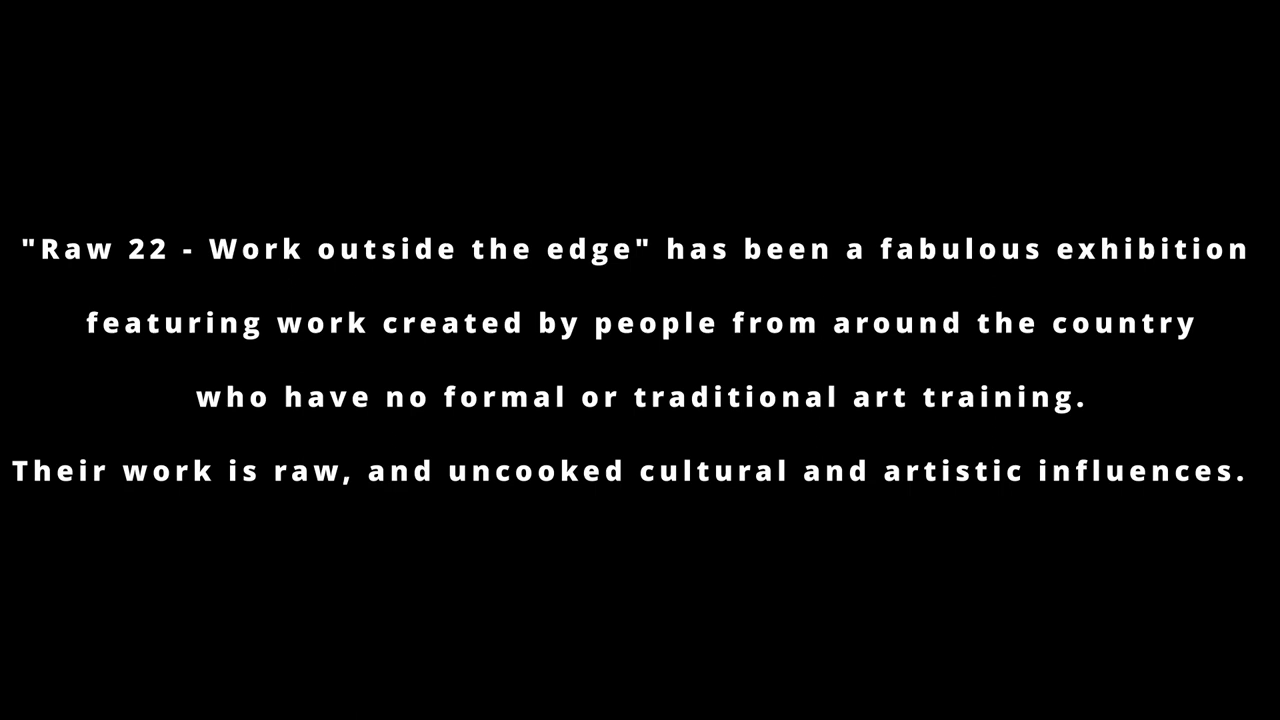 "Raw 22 - Work outside the edge" has been a fabulous exhibition
featuring work created by people from around the country
who have no formal or traditional art training.
Their work is raw, and uncooked cultural and artistic influences.